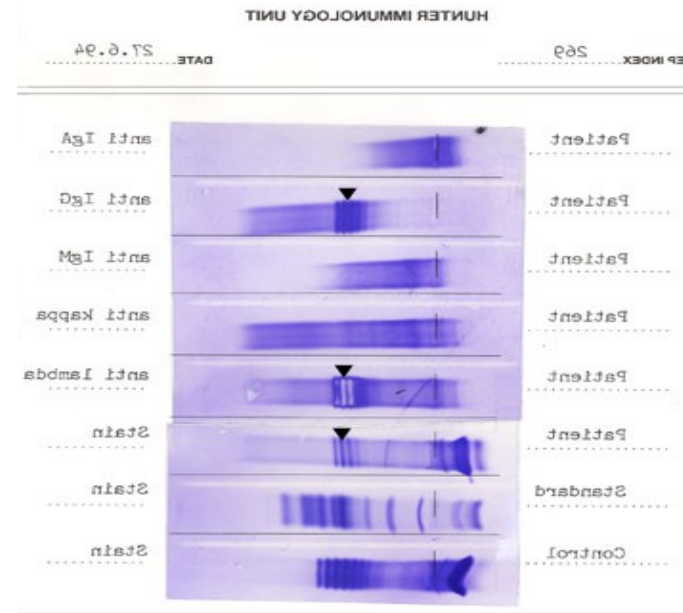 HUNTER IMMUNOLOGY UNIT
EP INDEX 269 DATE 27.6.94
Patient anti IgA
Patient anti IgG
Patient anti IgM
Patient anti kappa
Patient anti lambda
Patient Stain
Standard Stain
Control Stain